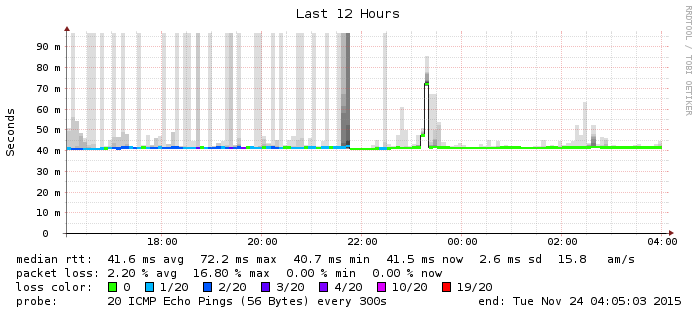 Last 12 Hours
RRDTOOL / TOBI OETIKER
Seconds
90 m
80 m
70 m
60 m
50 m
40 m
30 m
20 m
10 m
0
18:00 20:00 22:00 00:00 02:00 04:00
median rtt: 41.6 ms avg 72.2 ms max 40.7 ms min 41.5 ms now 2.6 ms sd 15.8 am/s
packet loss: 2.20 % avg 16.80 % max 0.00 % min 0.00 % now
loss color: 0 1/20 2/20 3/20 4/20 10/20 19/20
probe: 20 ICMP Echo Pings (56 Bytes) every 300s end: Tue Nov 24 04:05:03 2015